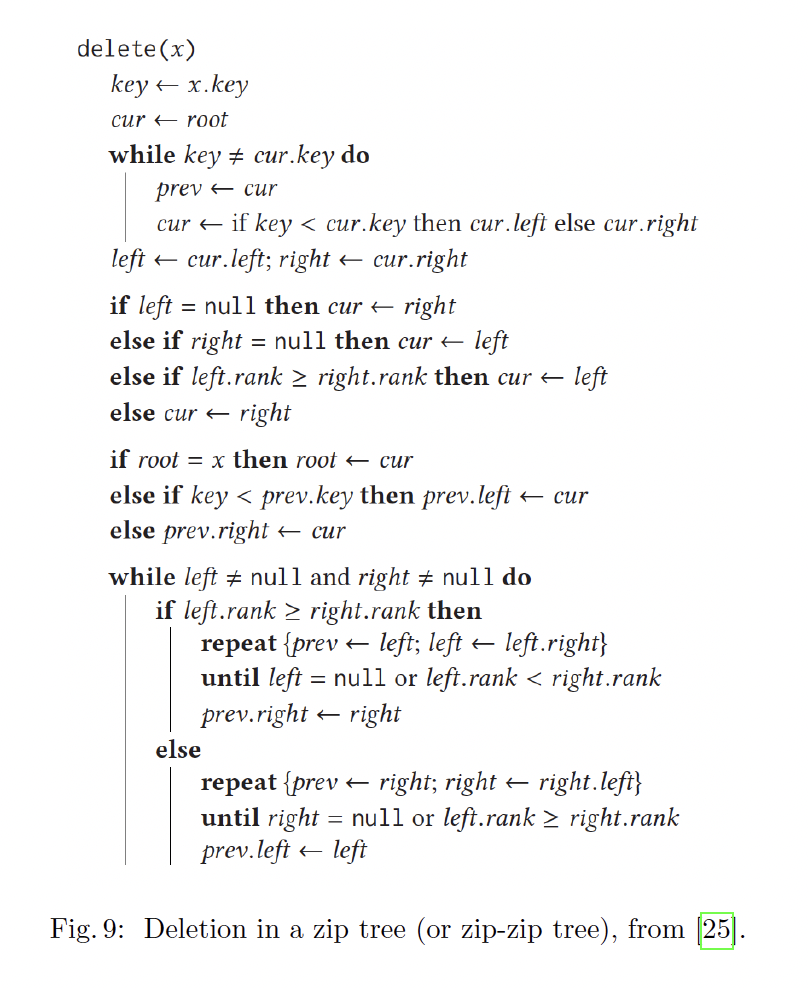 delete(x)
key ← x.key
cur ← root
while key ≠ cur.key do
prev ← cur
cur ← if key < cur.key then cur.left else cur.right
left ← cur.left; right ← cur.right
if left = null then cur ← right
else if right = null then cur ← left
else if left.rank ≥ right.rank then cur ← left
else cur ← right
if root = x then root ← cur
else if key < prev.key then prev.left ← cur
else prev.right ← cur
while left ≠ null and right ≠ null do
if left.rank ≥ right.rank then
repeat {prev ← left; left ← left.right}
until left = null or left.rank < right.rank
prev.right ← right
else
repeat {prev ← right; right ← right.left}
until right = null or left.rank ≥ right.rank
prev.left ← left
Fig. 9: Deletion in a zip tree (or zip-zip tree), from [25].